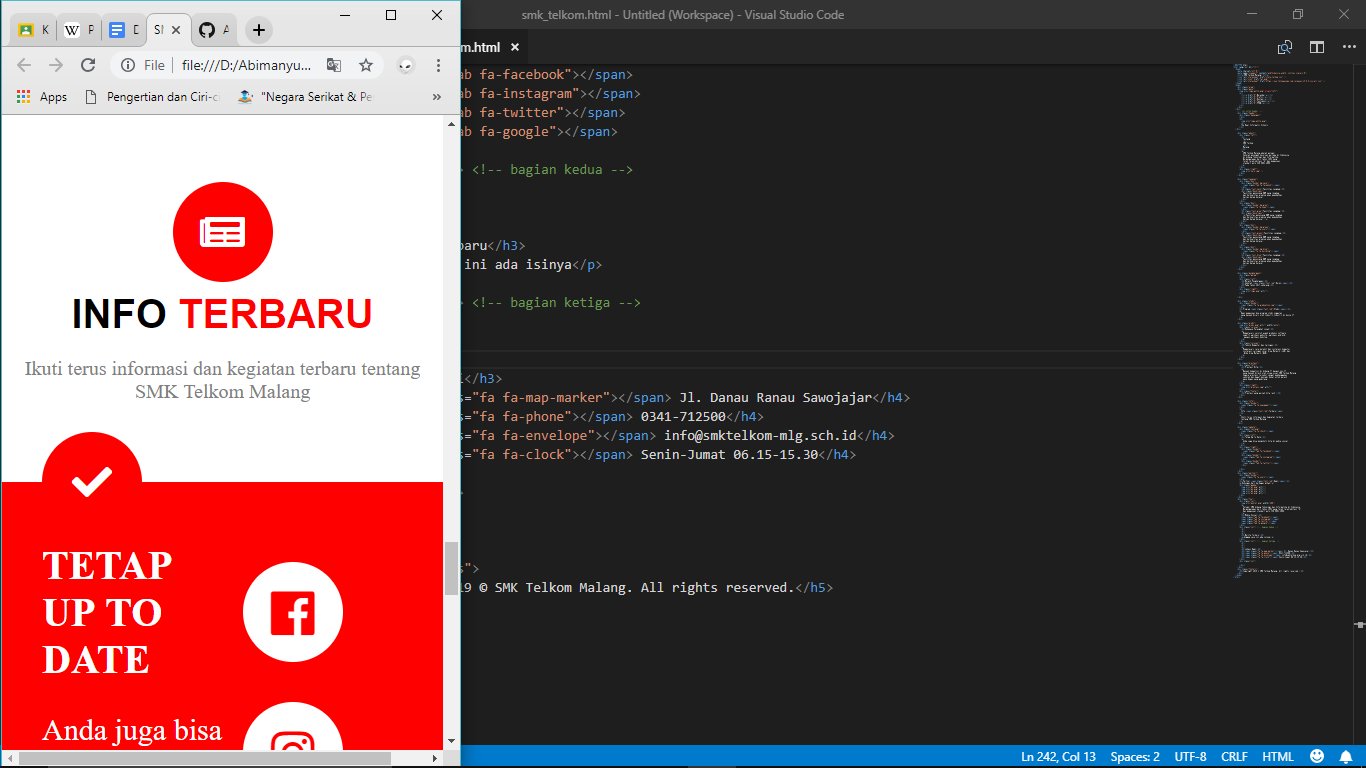 smk_telkom.html - Untitled (Workspace) - Visual Studio Code
K
W
P
D
SM
A
File
file:///D:/Abimanyu...
Apps
Pengertian dan Ciri-c
"Negara Serikat & Pe
»
INFO TERBARU
Ikuti terus informasi dan kegiatan terbaru tentang
SMK Telkom Malang
TETAP
UP TO
DATE
Anda juga bisa
m.html
ab fa-facebook"></span>
ab fa-instagram"></span>
ab fa-twitter"></span>
ab fa-google"></span>
> <!-- bagian kedua -->
baru</h3>
ini ada isinya</p>
> <!-- bagian ketiga -->
i</h3>
s="fa fa-map-marker"></span> Jl. Danau Ranau Sawojajar</h4>
s="fa fa-phone"></span> 0341-712500</h4>
s="fa fa-envelope"></span> info@smktelkom-mlg.sch.id</h4>
s="fa fa-clock"></span> Senin-Jumat 06.15-15.30</h4>
>
s">
19 © SMK Telkom Malang. All rights reserved.</h5>
Ln 242, Col 13
Spaces: 2
UTF-8
CRLF
HTML